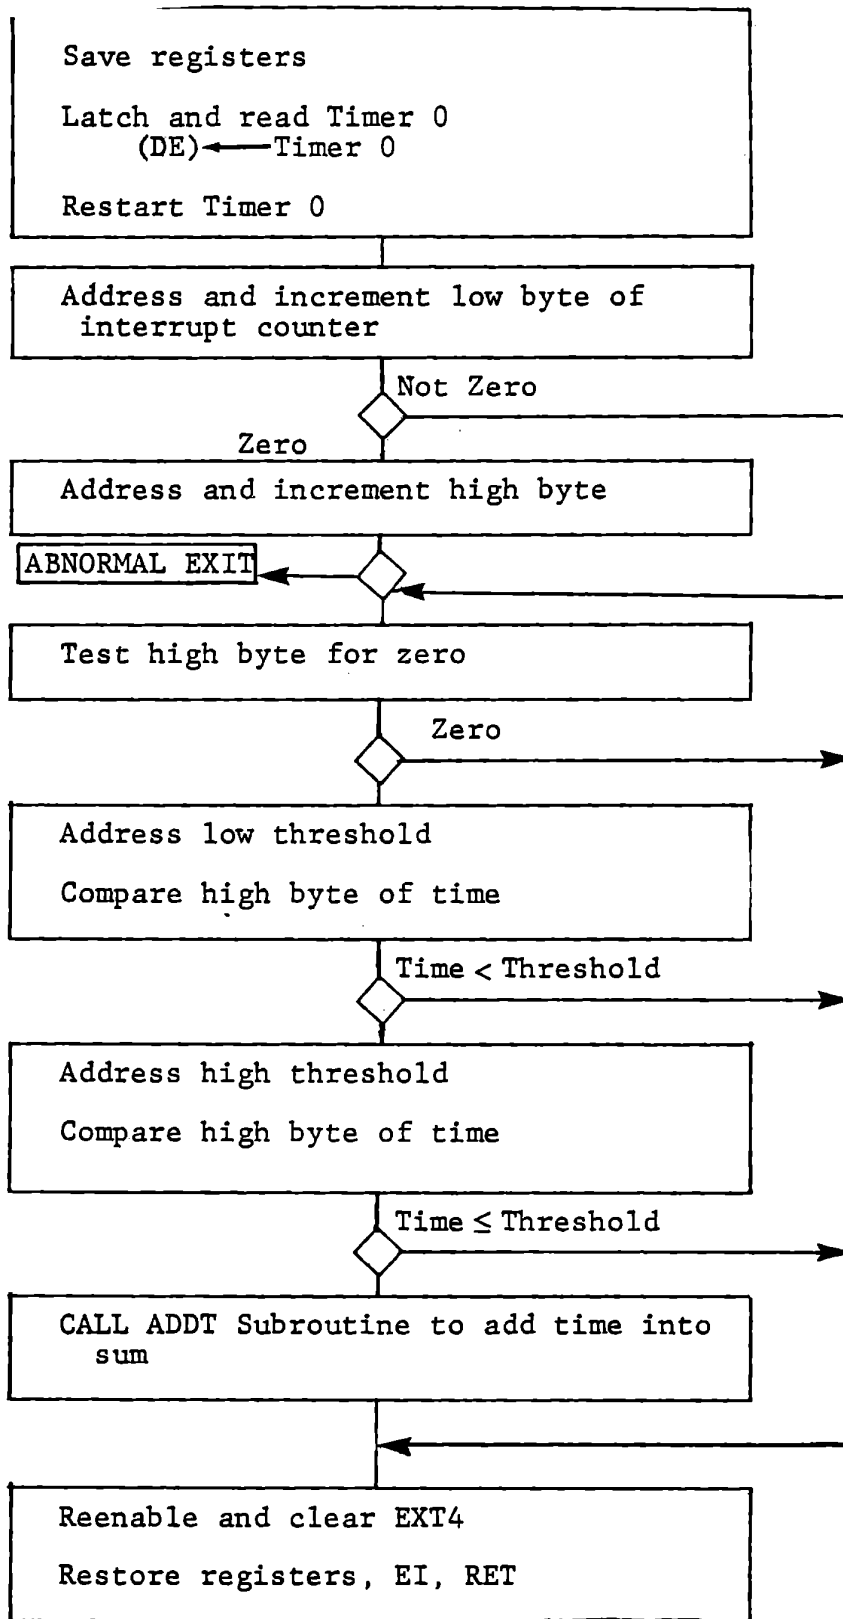 Save registers
Latch and read Timer 0
(DE)←Timer 0
Restart Timer 0
Address and increment low byte of
interrupt counter
Not Zero
Zero
Address and increment high byte
ABNORMAL EXIT
Test high byte for zero
Zero
Address low threshold
Compare high byte of time
Time < Threshold
Address high threshold
Compare high byte of time
Time ≤ Threshold
CALL ADDT Subroutine to add time into
sum
Reenable and clear EXT4
Restore registers, EI, RET